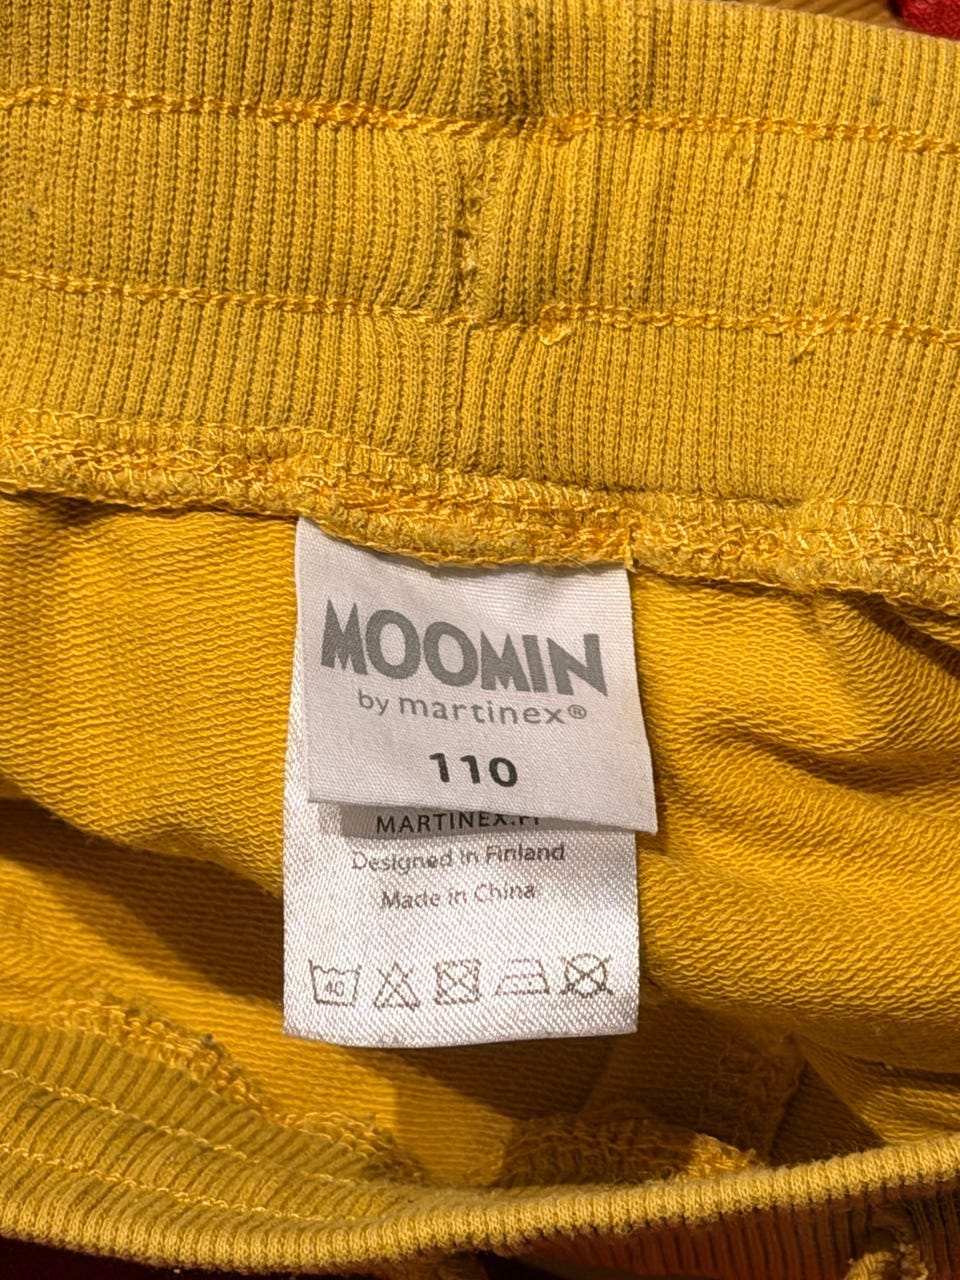 MOOMIN
by martinex®
110
MARTINEX.FI
Designed in Finland
Made in China
40